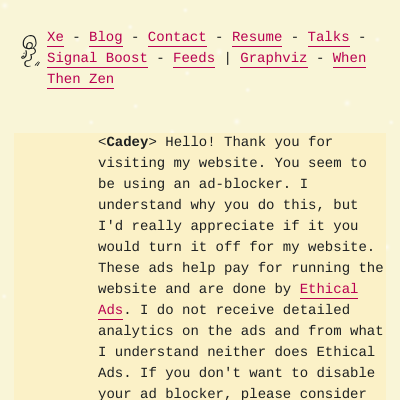 Xe - Blog - Contact - Resume - Talks -
Signal Boost - Feeds | Graphviz - When
Then Zen
<Cadey> Hello! Thank you for
visiting my website. You seem to
be using an ad-blocker. I
understand why you do this, but
I'd really appreciate if it you
would turn it off for my website.
These ads help pay for running the
website and are done by Ethical
Ads. I do not receive detailed
analytics on the ads and from what
I understand neither does Ethical
Ads. If you don't want to disable
your ad blocker, please consider